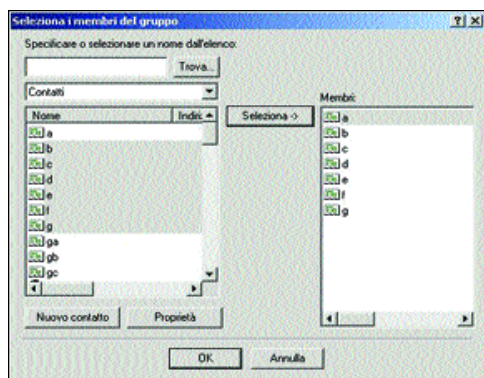 Seleziona i membri del gruppo
Specificare o selezionare un nome dall'elenco:
Trova...
Contatti
Nome Indiri
Seleziona ->
Membri:
a
b
c
d
e
f
g
ga
gb
gc
a
b
c
d
e
f
g
Nuovo contatto
Proprietà
OK
Annulla